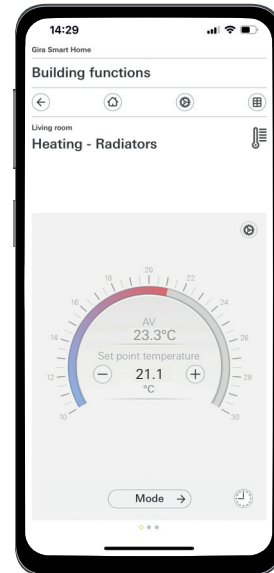 14:29
Gira Smart Home
Building functions
Living room
Heating - Radiators
20
18
22
16
24
AV
23.3°C
14
26
Set point temperature
21.1
°C
12
28
10
30
Mode